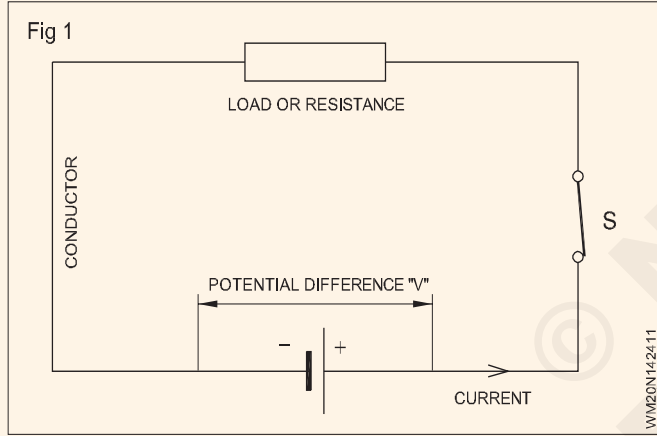 Fig 1
LOAD OR RESISTANCE
CONDUCTOR
S
POTENTIAL DIFFERENCE "V"
- +
CURRENT
WM20N142411
©